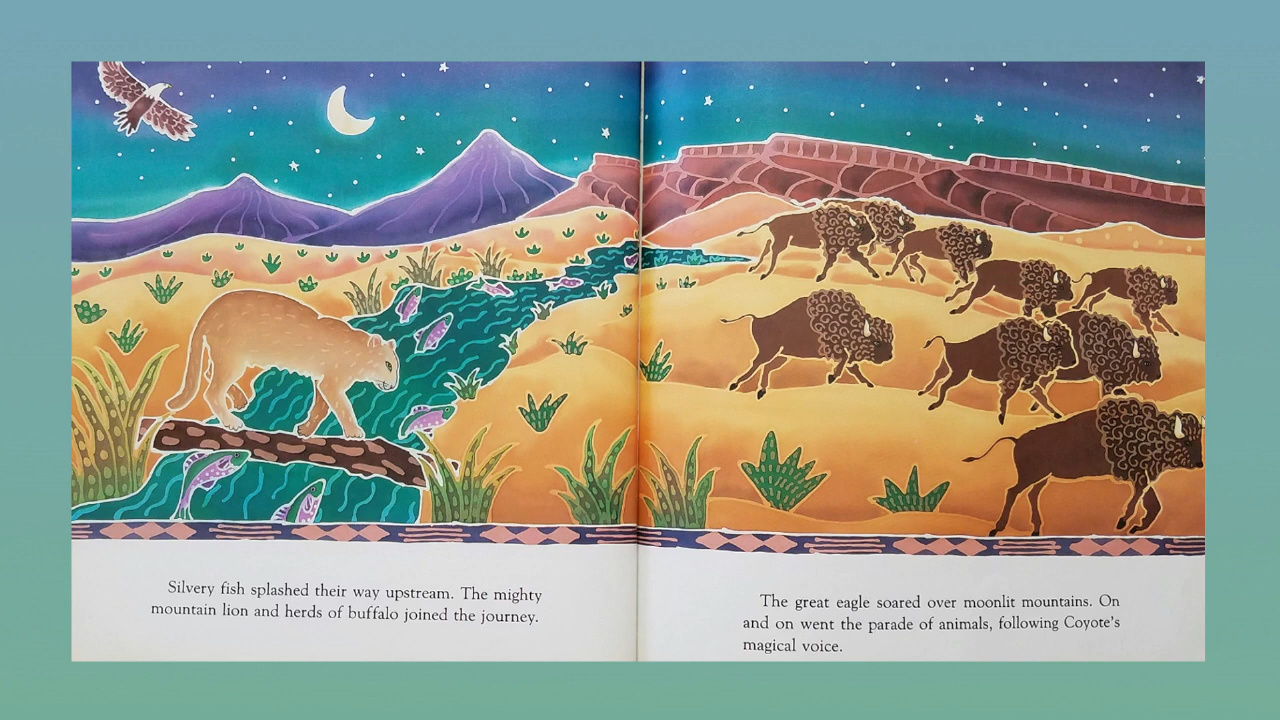 Silvery fish splashed their way upstream. The mighty
mountain lion and herds of buffalo joined the journey.
The great eagle soared over moonlit mountains. On
and on went the parade of animals, following Coyote's
magical voice.